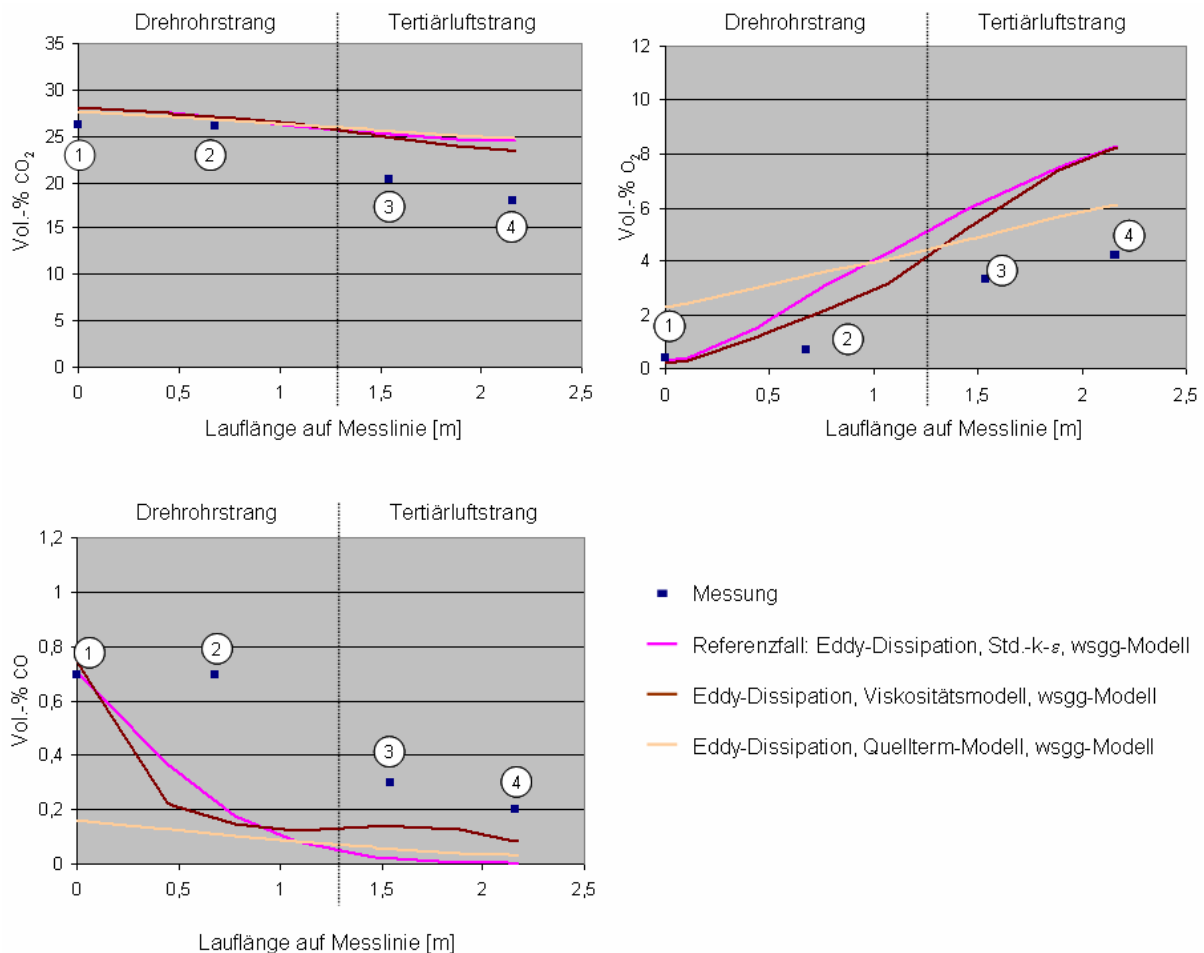 Drehrohrstrang Tertiärluftstrang
35
30
25
20
15
10
5
0
Vol.-% CO₂
1
2
3
4
0 0,5 1 1,5 2 2,5
Lauflänge auf Messlinie [m]
Drehrohrstrang Tertiärluftstrang
12
10
8
6
4
2
0
Vol.-% O₂
1
2
3
4
0 0,5 1 1,5 2 2,5
Lauflänge auf Messlinie [m]
Drehrohrstrang Tertiärluftstrang
1,2
1
0,8
0,6
0,4
0,2
0
Vol.-% CO
1
2
3
4
0 0,5 1 1,5 2 2,5
Lauflänge auf Messlinie [m]
Messung
Referenzfall: Eddy-Dissipation, Std.-k-ε, wsgg-Modell
Eddy-Dissipation, Viskositätsmodell, wsgg-Modell
Eddy-Dissipation, Quellterm-Modell, wsgg-Modell